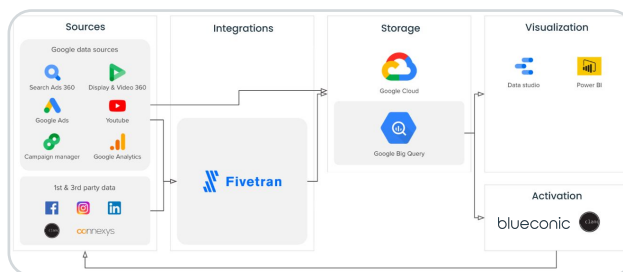 Sources
Integrations
Storage
Visualization
Google data sources
Search Ads 360
Display & Video 360
Google Ads
Youtube
Campaign manager
Google Analytics
1st & 3rd party data
connexys
Fivetran
Google Cloud
Google Big Query
Data studio
Power BI
Activation
blueconic